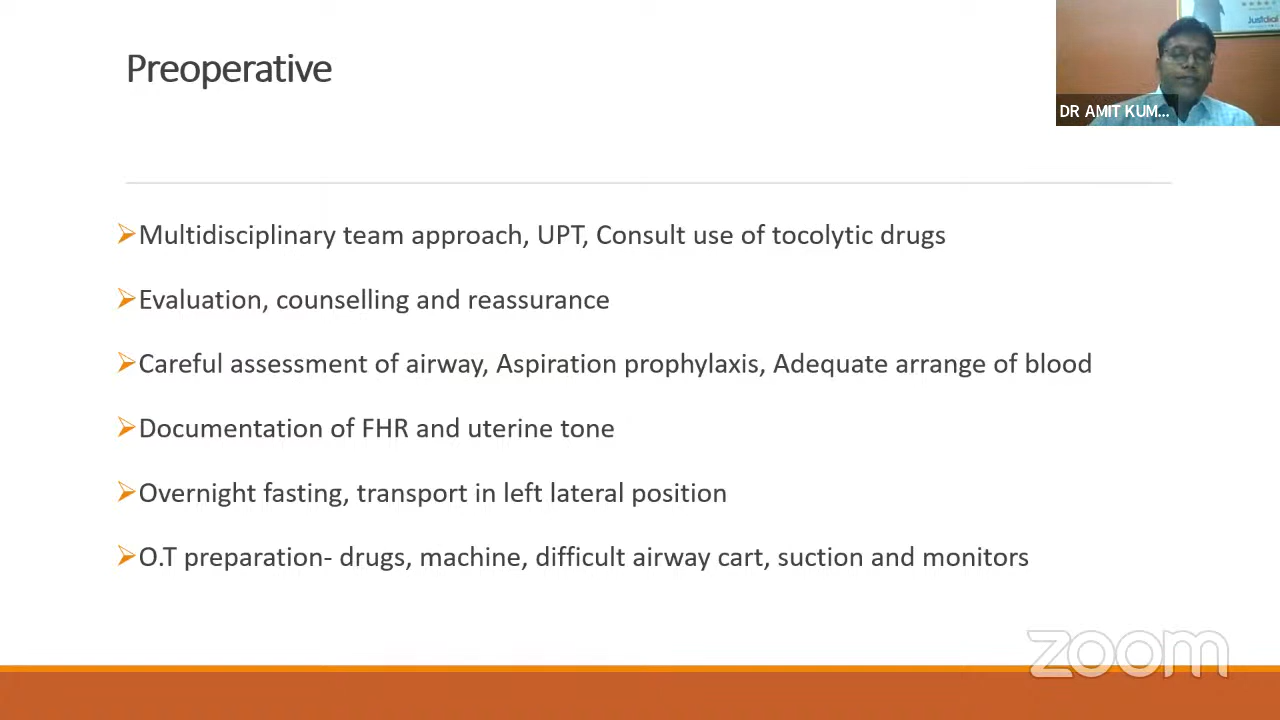 Preoperative
Justdial
DR AMIT KUM...
➢Multidisciplinary team approach, UPT, Consult use of tocolytic drugs
➢Evaluation, counselling and reassurance
➢Careful assessment of airway, Aspiration prophylaxis, Adequate arrange of blood
➢Documentation of FHR and uterine tone
➢Overnight fasting, transport in left lateral position
➢O.T preparation- drugs, machine, difficult airway cart, suction and monitors
zoom